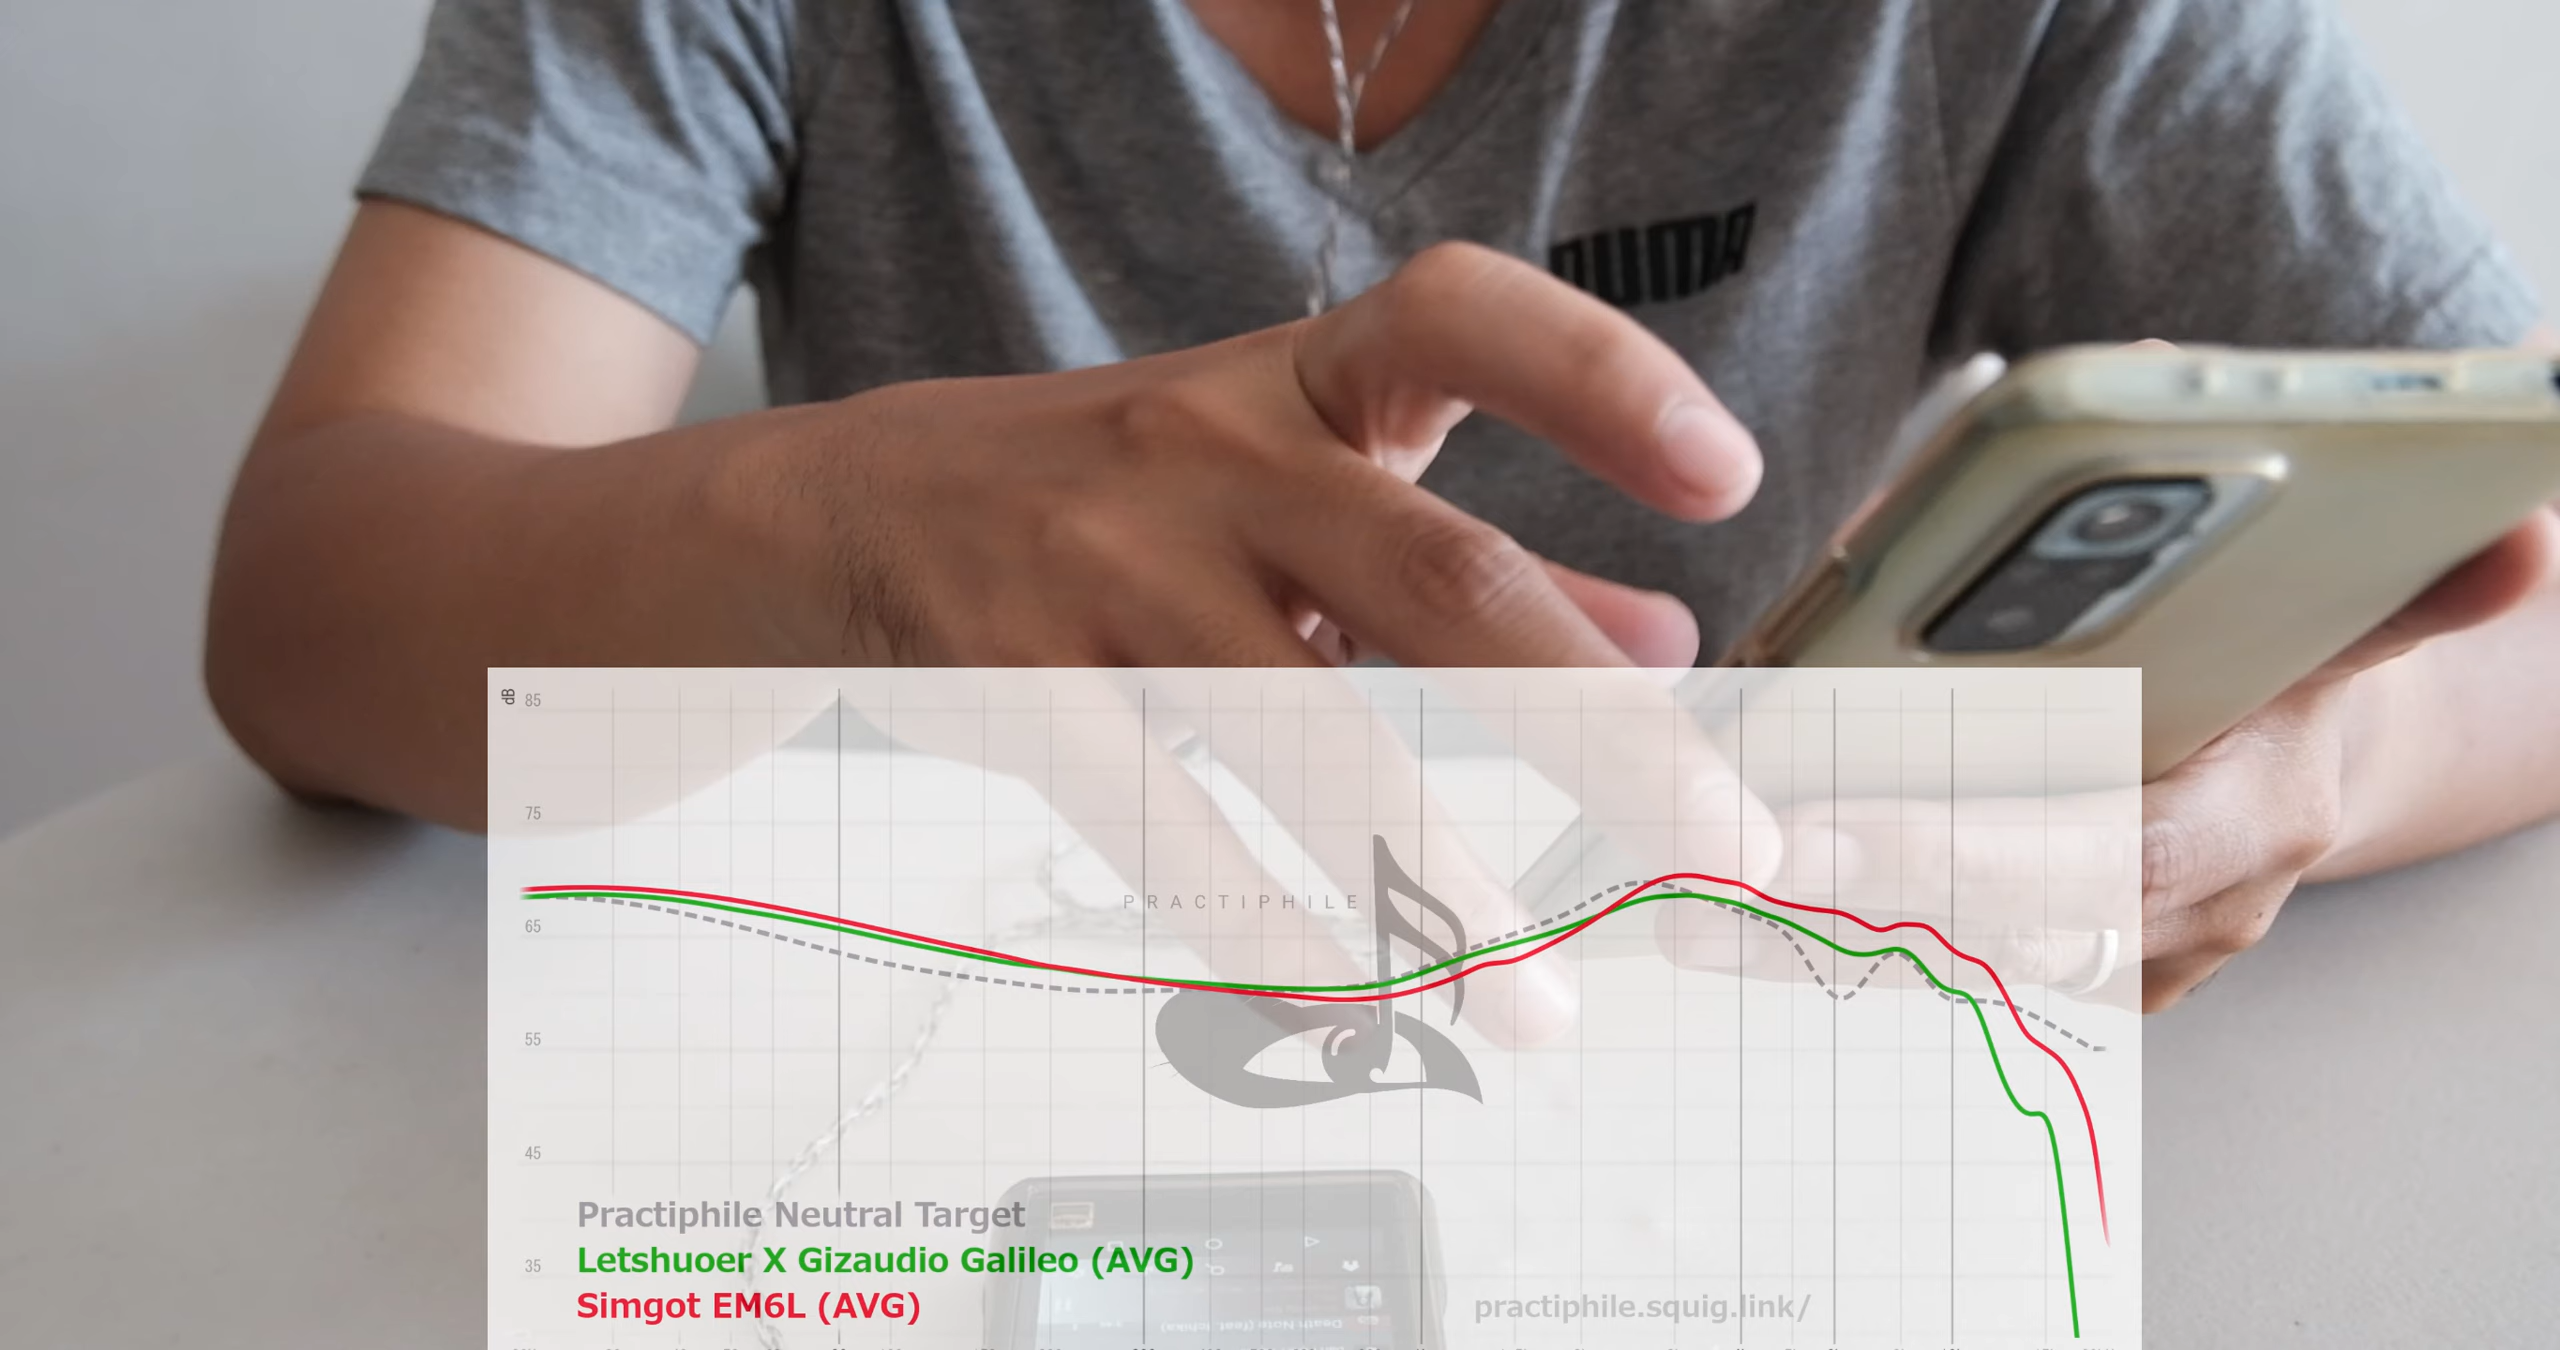 PUMA
dB
85
75
PRACTIPHILE
65
55
45
35
Practiphile Neutral Target
Letshuoer X Gizaudio Galileo (AVG)
Simgot EM6L (AVG)
practiphile.squig.link/